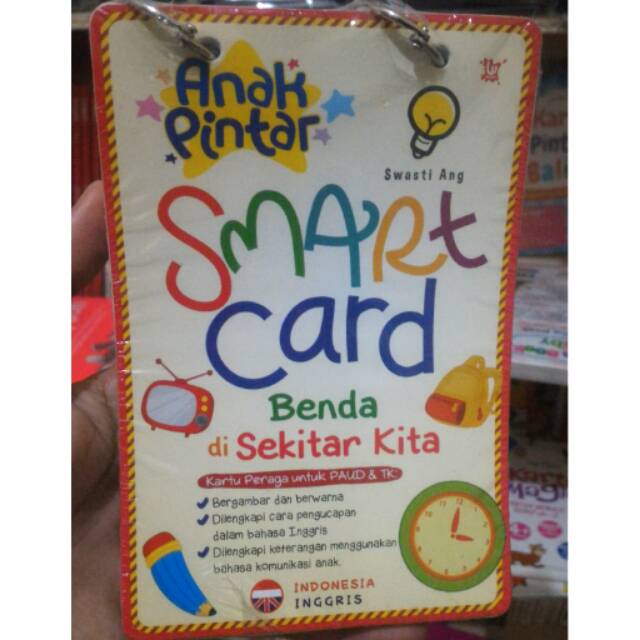 Anak
Pintar
Swasti Ang
SMARt
Card
Benda
di Sekitar Kita
Kartu Peraga untuk PAUD & TK
Bergambar dan berwarna
Dilengkapi cara pengucapan
dalam bahasa Inggris
Dilengkapi keterangan menggunakan
bahasa komunikasi anak.
INDONESIA
INGGRIS